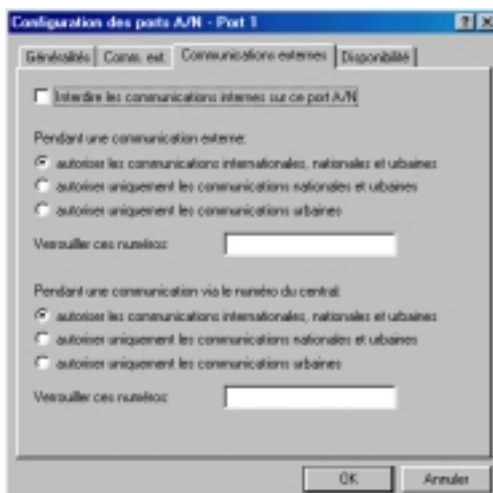 Configuration des ports A/N - Port 1
Généralités Comm. ext. Communications externes Disponibilité
Interdire les communications internes sur ce port A/N
Pendant une communication externe:
autoriser les communications internationales, nationales et urbaines
autoriser uniquement les communications nationales et urbaines
autoriser uniquement les communications urbaines
Verrouiller ces numéros:
Pendant une communication via le numéro du central:
autoriser les communications internationales, nationales et urbaines
autoriser uniquement les communications nationales et urbaines
autoriser uniquement les communications urbaines
Verrouiller ces numéros:
OK Annuler